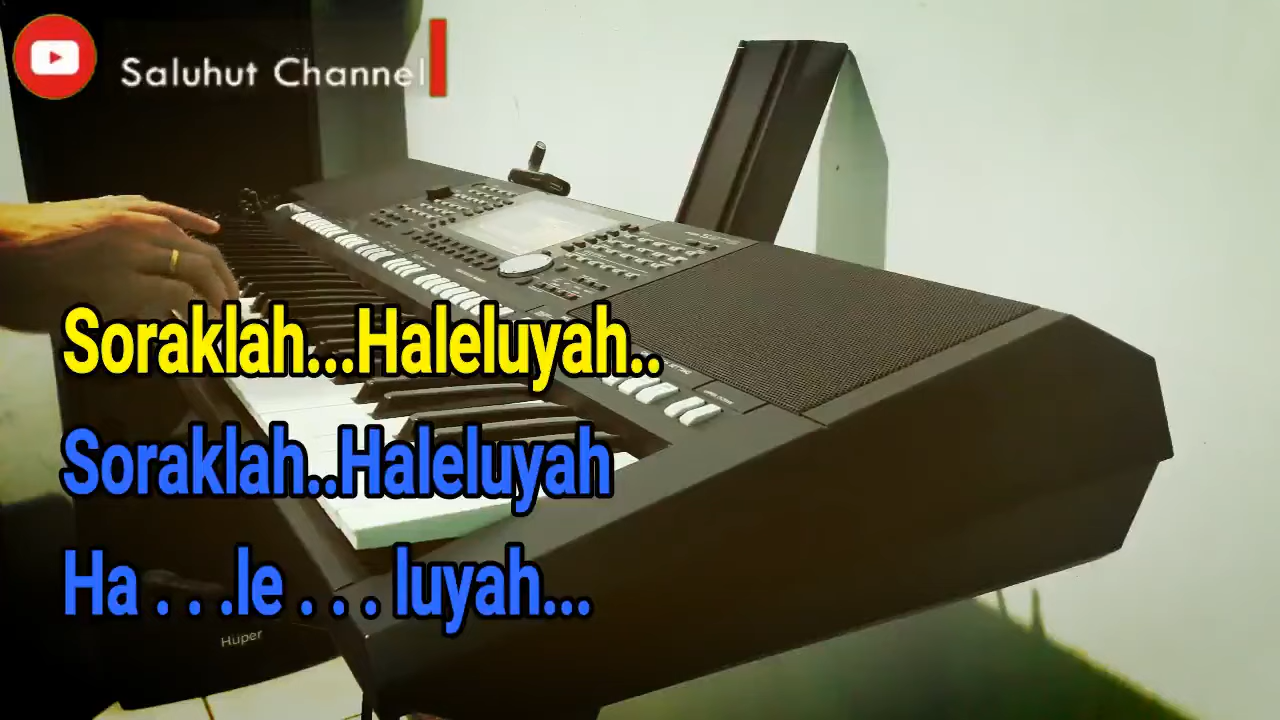 Saluhut Channel
Soraklah...Haleluyah..
Soraklah..Haleluyah
Ha . . .le . . . luyah...
Huper